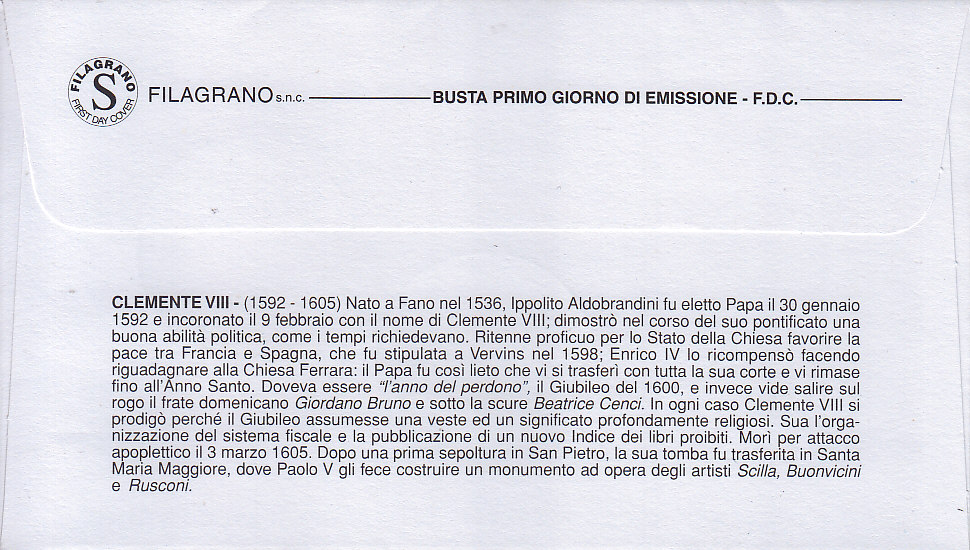 FILAGRANO
S
FIRST DAY COVER
FILAGRANO s.n.c. BUSTA PRIMO GIORNO DI EMISSIONE - F.D.C.
CLEMENTE VIII - (1592 - 1605) Nato a Fano nel 1536, Ippolito Aldobrandini fu eletto Papa il 30 gennaio
1592 e incoronato il 9 febbraio con il nome di Clemente VIII; dimostrò nel corso del suo pontificato una
buona abilità politica, come i tempi richiedevano. Ritenne proficuo per lo Stato della Chiesa favorire la
pace tra Francia e Spagna, che fu stipulata a Vervins nel 1598; Enrico IV lo ricompensò facendo
riguadagnare alla Chiesa Ferrara: il Papa fu così lieto che vi si trasferì con tutta la sua corte e vi rimase
fino all'Anno Santo. Doveva essere “l'anno del perdono”, il Giubileo del 1600, e invece vide salire sul
rogo il frate domenicano Giordano Bruno e sotto la scure Beatrice Cenci. In ogni caso Clemente VIII si
prodigò perché il Giubileo assumesse una veste ed un significato profondamente religiosi. Sua l'orga-
nizzazione del sistema fiscale e la pubblicazione di un nuovo Indice dei libri proibiti. Morì per attacco
apoplettico il 3 marzo 1605. Dopo una prima sepoltura in San Pietro, la sua tomba fu trasferita in Santa
Maria Maggiore, dove Paolo V gli fece costruire un monumento ad opera degli artisti Scilla, Buonvicini
e Rusconi.